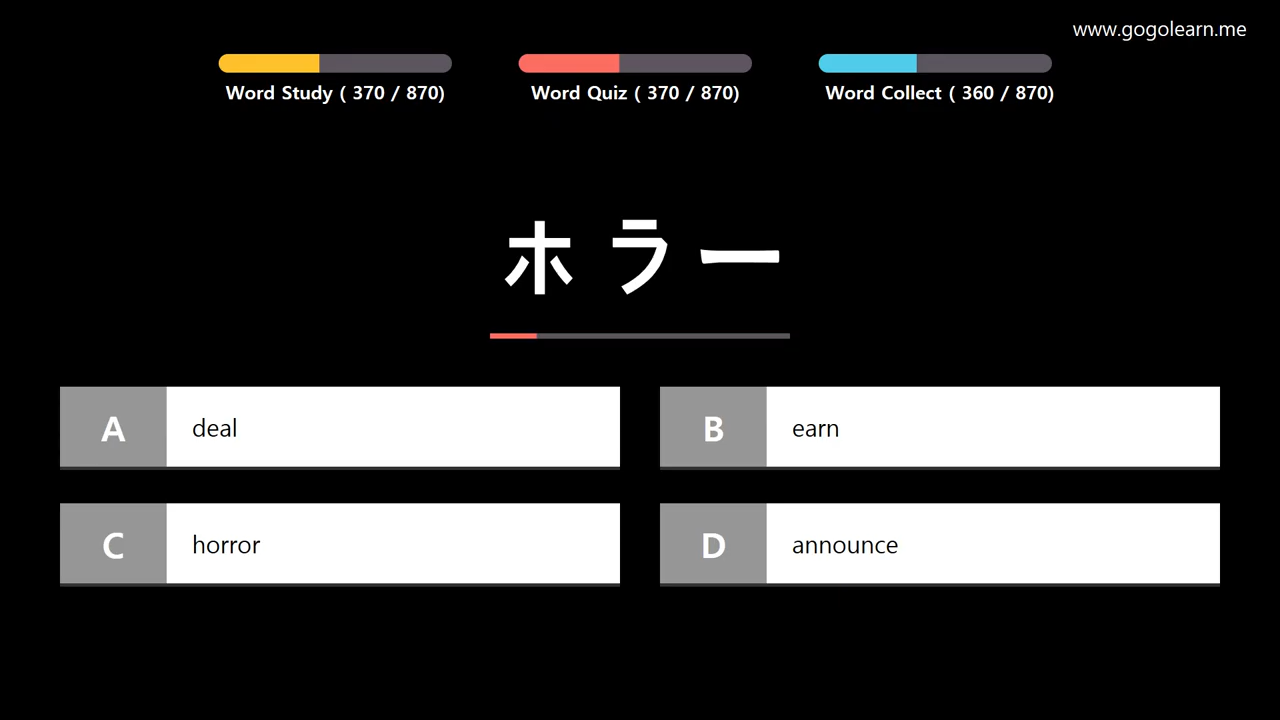 www.gogolearn.me
Word Study ( 370 / 870)
Word Quiz ( 370 / 870)
Word Collect ( 360 / 870)
ホラー
A deal
B earn
C horror
D announce